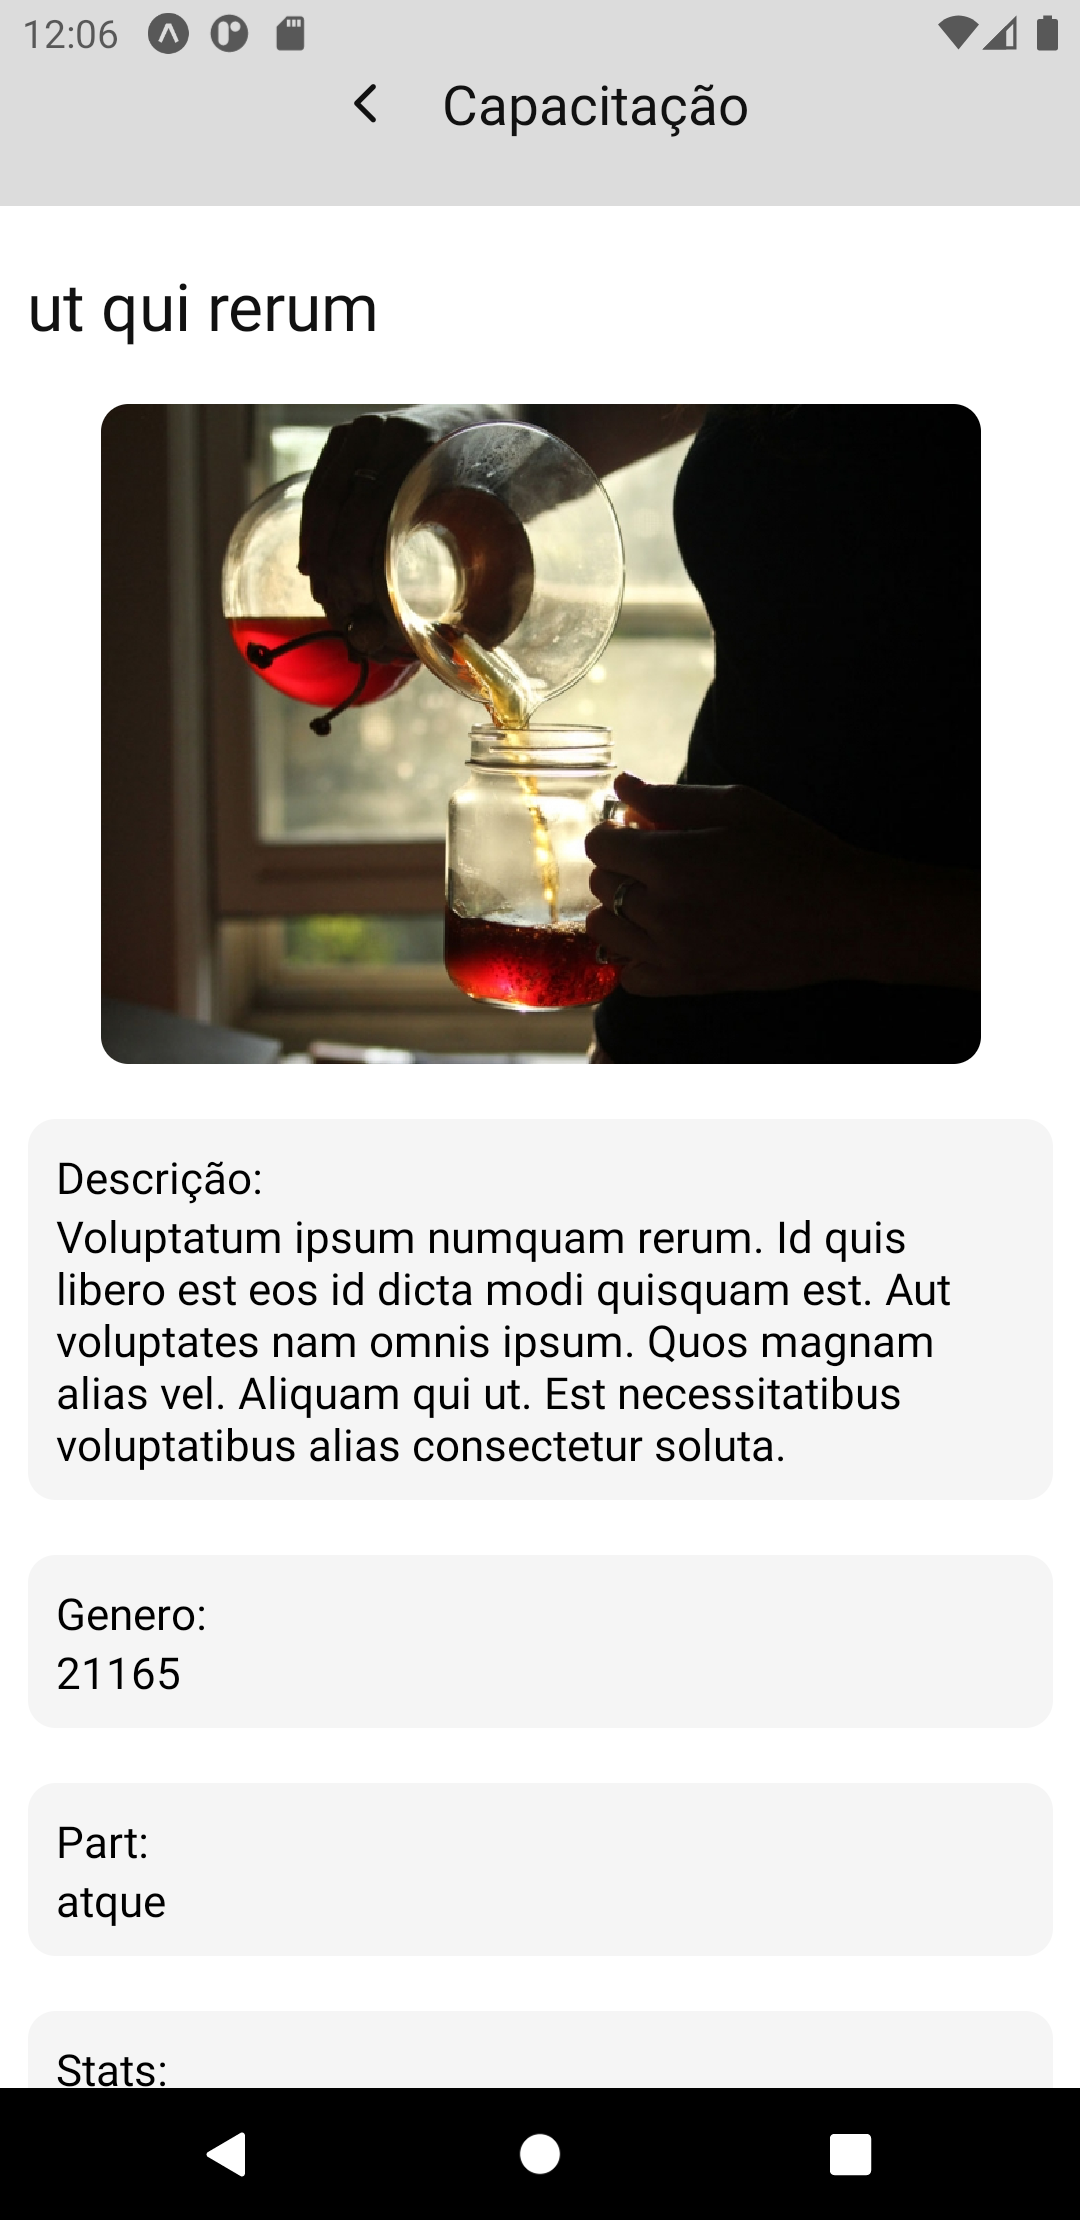 12:06
Capacitação
ut qui rerum
Descrição:
Voluptatum ipsum numquam rerum. Id quis
libero est eos id dicta modi quisquam est. Aut
voluptates nam omnis ipsum. Quos magnam
alias vel. Aliquam qui ut. Est necessitatibus
voluptatibus alias consectetur soluta.
Genero:
21165
Part:
atque
Stats: